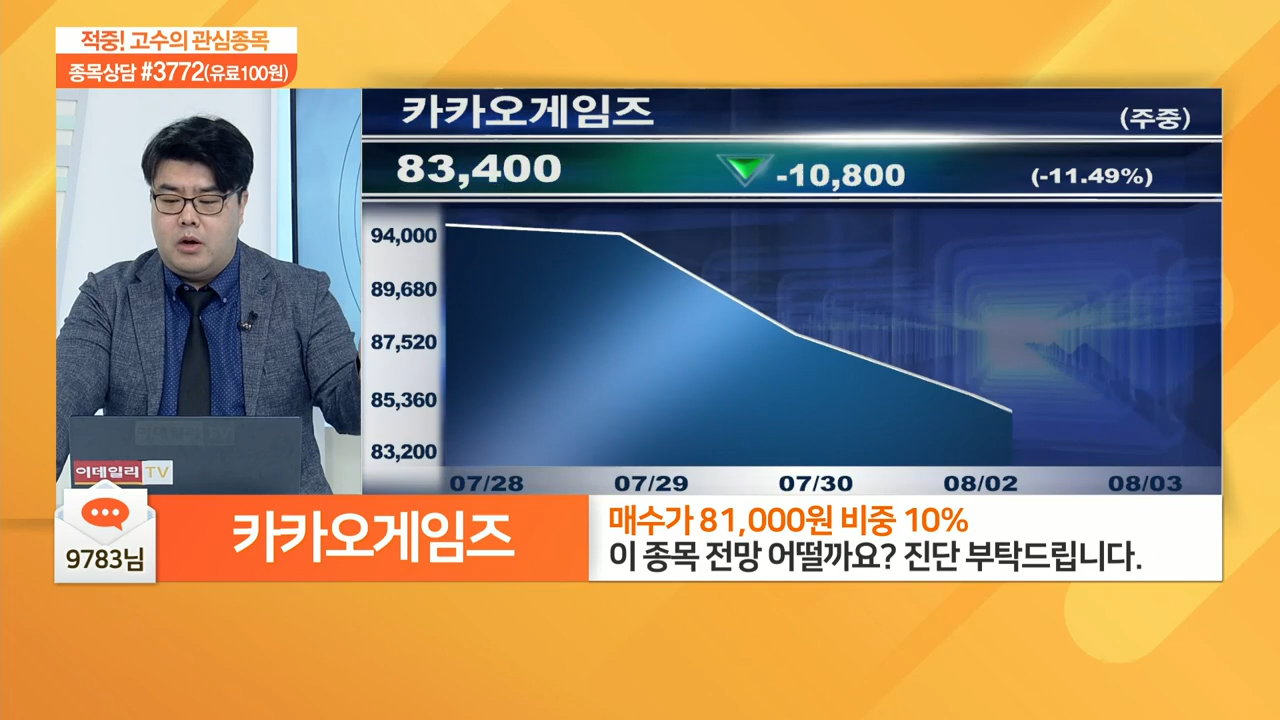 적중! 고수의 관심종목
종목상담 #3772(유료100원)
카카오게임즈
(주중)
83,400 -10,800 (-11.49%)
94,000
89,680
87,520
85,360
83,200
07/28 07/29 07/30 08/02 08/03
이데일리 TV
9783님
카카오게임즈
매수가 81,000원 비중 10%
이 종목 전망 어떨까요? 진단 부탁드립니다.